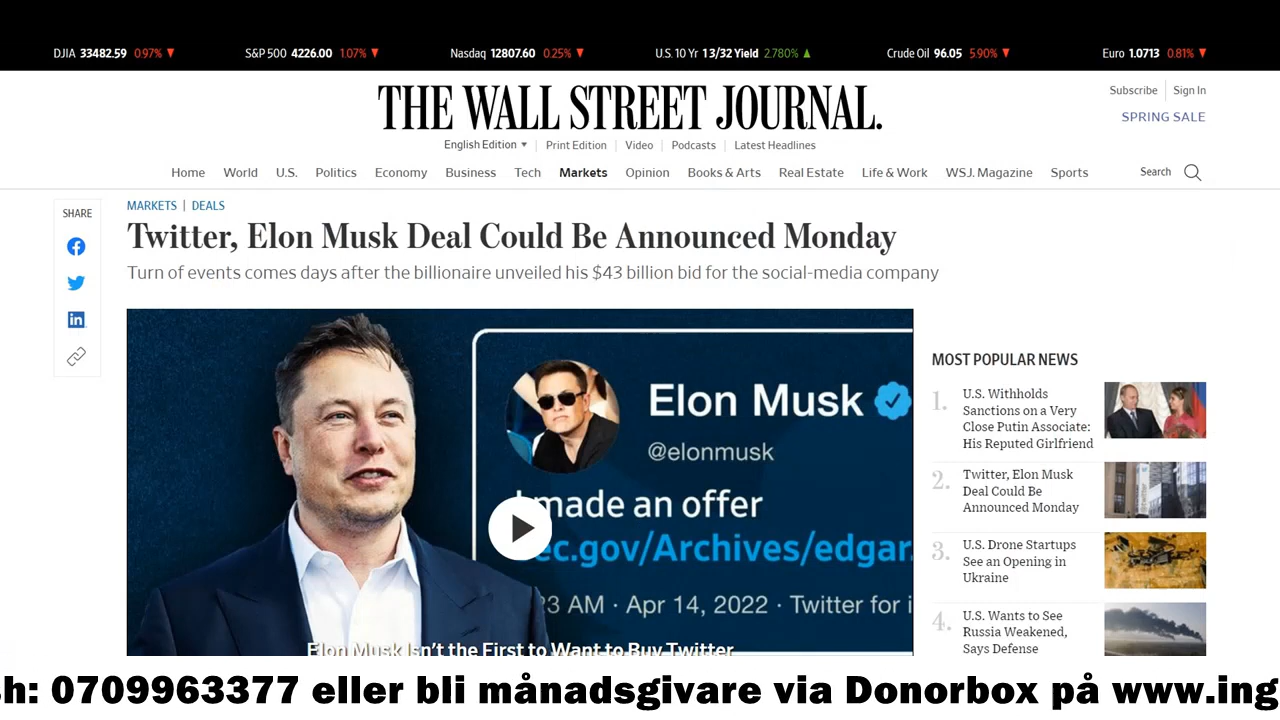 DJIA 33482.59 0.97% ▼ S&P 500 4226.00 1.07% ▼ Nasdaq 12807.60 0.25% ▼ U.S. 10 Yr 13/32 Yield 2.780% ▲ Crude Oil 96.05 5.90% ▼ Euro 1.0713 0.81% ▼
Subscribe | Sign In
THE WALL STREET JOURNAL.
SPRING SALE
English Edition ▼ | Print Edition | Video | Podcasts | Latest Headlines
Home World U.S. Politics Economy Business Tech Markets Opinion Books & Arts Real Estate Life & Work WSJ. Magazine Sports Search
SHARE
MARKETS | DEALS
Twitter, Elon Musk Deal Could Be Announced Monday
Turn of events comes days after the billionaire unveiled his $43 billion bid for the social-media company
Elon Musk
@elonmusk
I made an offer
ec.gov/Archives/edgar.
3 AM · Apr 14, 2022 · Twitter for i
Elon Musk Isn't the First to Want to Buy Twitter
MOST POPULAR NEWS
1. U.S. Withholds
Sanctions on a Very
Close Putin Associate:
His Reputed Girlfriend
2. Twitter, Elon Musk
Deal Could Be
Announced Monday
3. U.S. Drone Startups
See an Opening in
Ukraine
4. U.S. Wants to See
Russia Weakened,
Says Defense
h: 0709963377 eller bli månadsgivare via Donorbox på www.ing